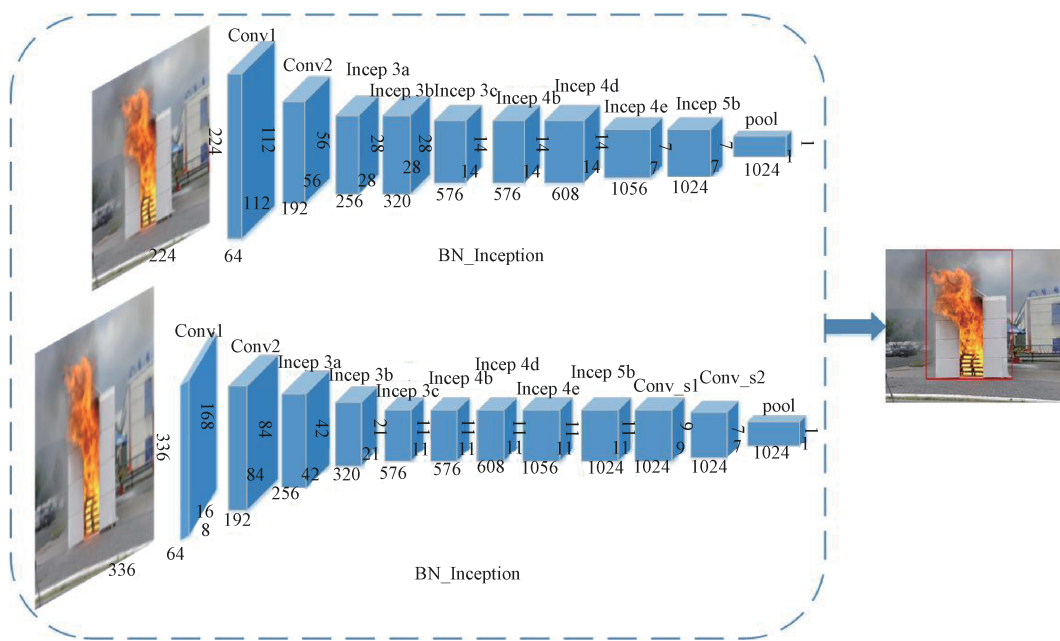 Conv1
Conv2
Incep 3a
Incep 3b
Incep 3c
Incep 4b
Incep 4d
Incep 4e
Incep 5b
pool
224
224
112
112
64
56
56
192
28
28
256
28
28
320
14
14
576
14
14
576
14
14
608
7
7
1056
7
7
1024
1
1
1024
BN_Inception
Conv1
Conv2
Incep 3a
Incep 3b
Incep 3c
Incep 4b
Incep 4d
Incep 4e
Incep 5b
Conv_s1
Conv_s2
pool
336
336
168
16
8
64
84
84
192
42
42
256
21
21
320
11
11
576
11
11
576
11
11
608
11
11
1056
11
11
1024
9
9
1024
7
7
1024
1
1
1024
BN_Inception